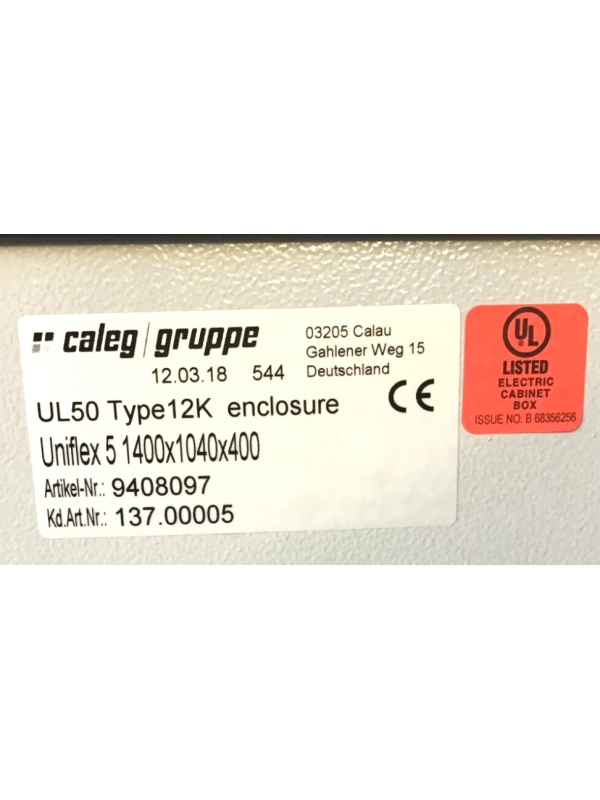 caleg gruppe
03205 Calau
Gahlener Weg 15
Deutschland
12.03.18 544
UL50 Type12K enclosure
CE
Uniflex 5 1400x1040x400
Artikel-Nr.: 9408097
Kd.Art.Nr.: 137.00005
UL
LISTED
ELECTRIC
CABINET
BOX
ISSUE NO. B 68356256